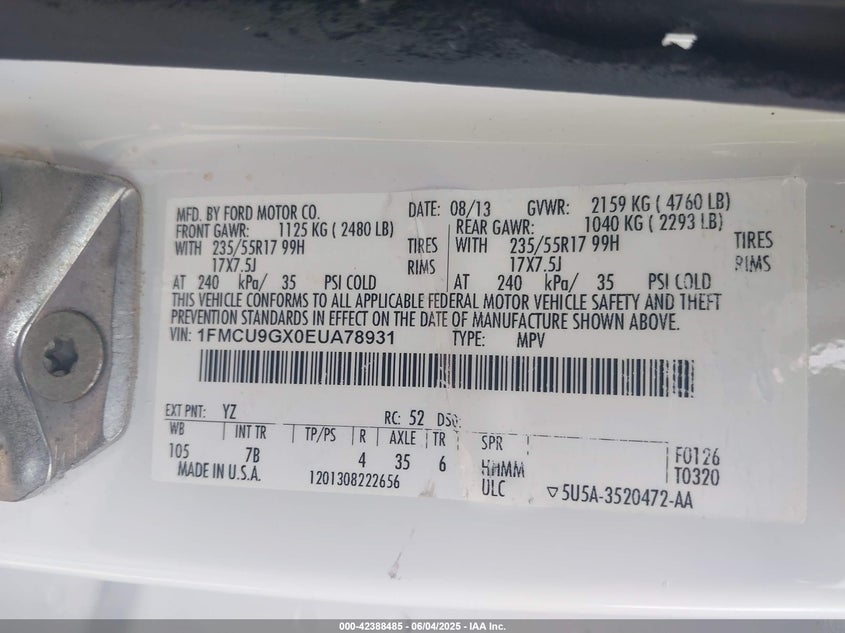 MFD. BY FORD MOTOR CO. DATE: 08/13 GVWR: 2159 KG ( 4760 LB)
FRONT GAWR: 1125 KG ( 2480 LB) REAR GAWR: 1040 KG ( 2293 LB)
WITH 235/55R17 99H TIRES WITH 235/55R17 99H TIRES
17X7.5J RIMS 17X7.5J RIMS
AT 240 kPa/ 35 PSI COLD AT 240 kPa/ 35 PSI COLD
THIS VEHICLE CONFORMS TO ALL APPLICABLE FEDERAL MOTOR VEHICLE SAFETY AND THEFT
PREVENTION STANDARDS IN EFFECT ON THE DATE OF MANUFACTURE SHOWN ABOVE.
VIN: 1FMCU9GX0EUA78931 TYPE: MPV
EXT PNT: YZ RC: 52 DSO:
WB INT TR TP/PS R AXLE TR SPR F0126
105 7B 4 35 6 HHMM T0320
MADE IN U.S.A. 1201308222656 ULC ▽5U5A-3520472-AA
000-42388485 - 06/04/2025 - IAA Inc.